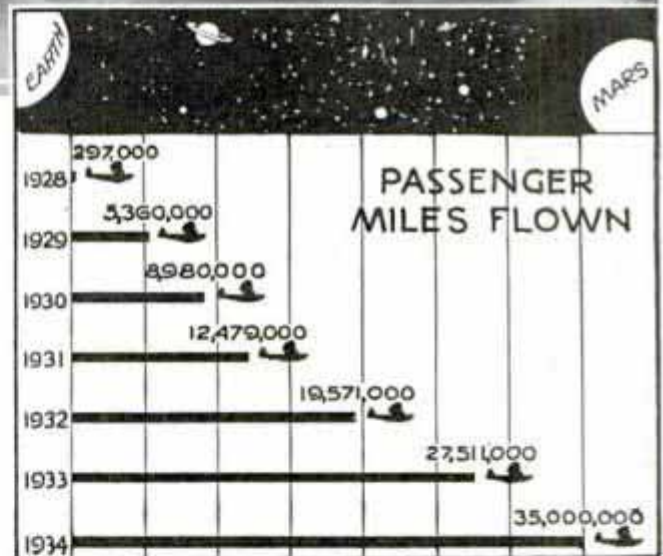 EARTH
MARS
PASSENGER
MILES FLOWN
1928 297,000
1929 5,360,000
1930 8,980,000
1931 12,479,000
1932 19,571,000
1933 27,511,000
1934 35,000,000